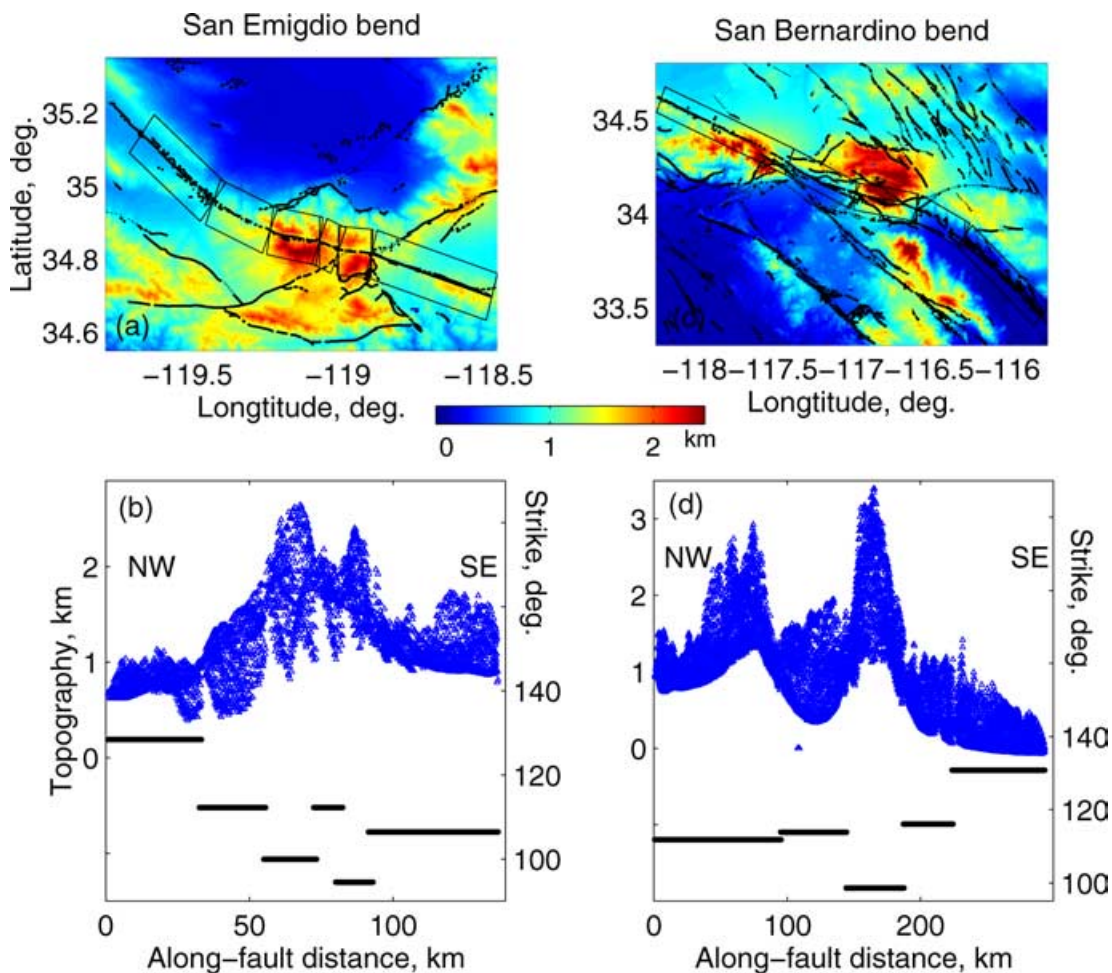 San Emigdio bend
San Bernardino bend
Latitude, deg.
35.2
35
34.8
34.6
(a)
−119.5
−119
−118.5
Longtitude, deg.
34.5
34
33.5
(c)
−118
−117.5
−117
−116.5
−116
Longtitude, deg.
0
1
2
km
(b)
NW
SE
Topography, km
2
1
0
Strike, deg.
140
120
100
0
50
100
Along−fault distance, km
(d)
NW
SE
3
2
1
0
Strike, deg.
140
120
100
0
100
200
Along−fault distance, km